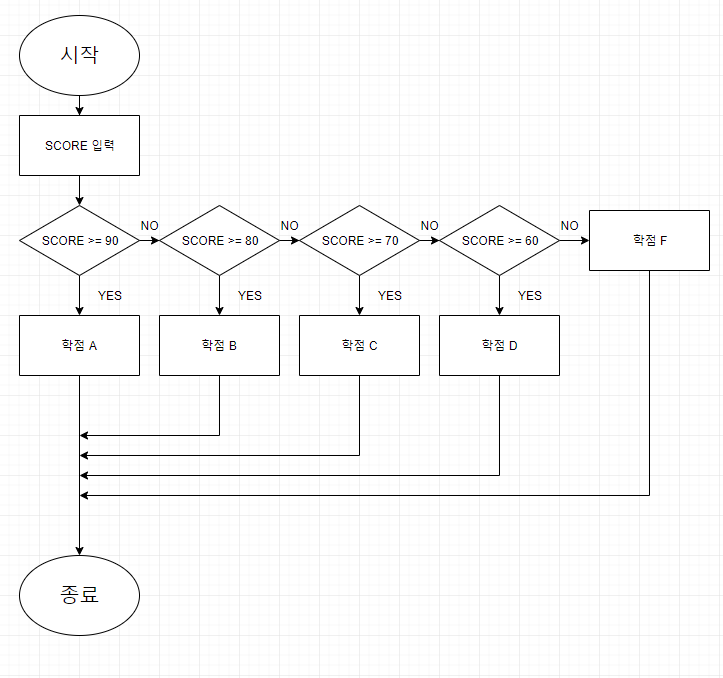 시작
SCORE 입력
SCORE >= 90
NO
SCORE >= 80
NO
SCORE >= 70
NO
SCORE >= 60
NO
학점 F
YES
YES
YES
YES
학점 A
학점 B
학점 C
학점 D
종료